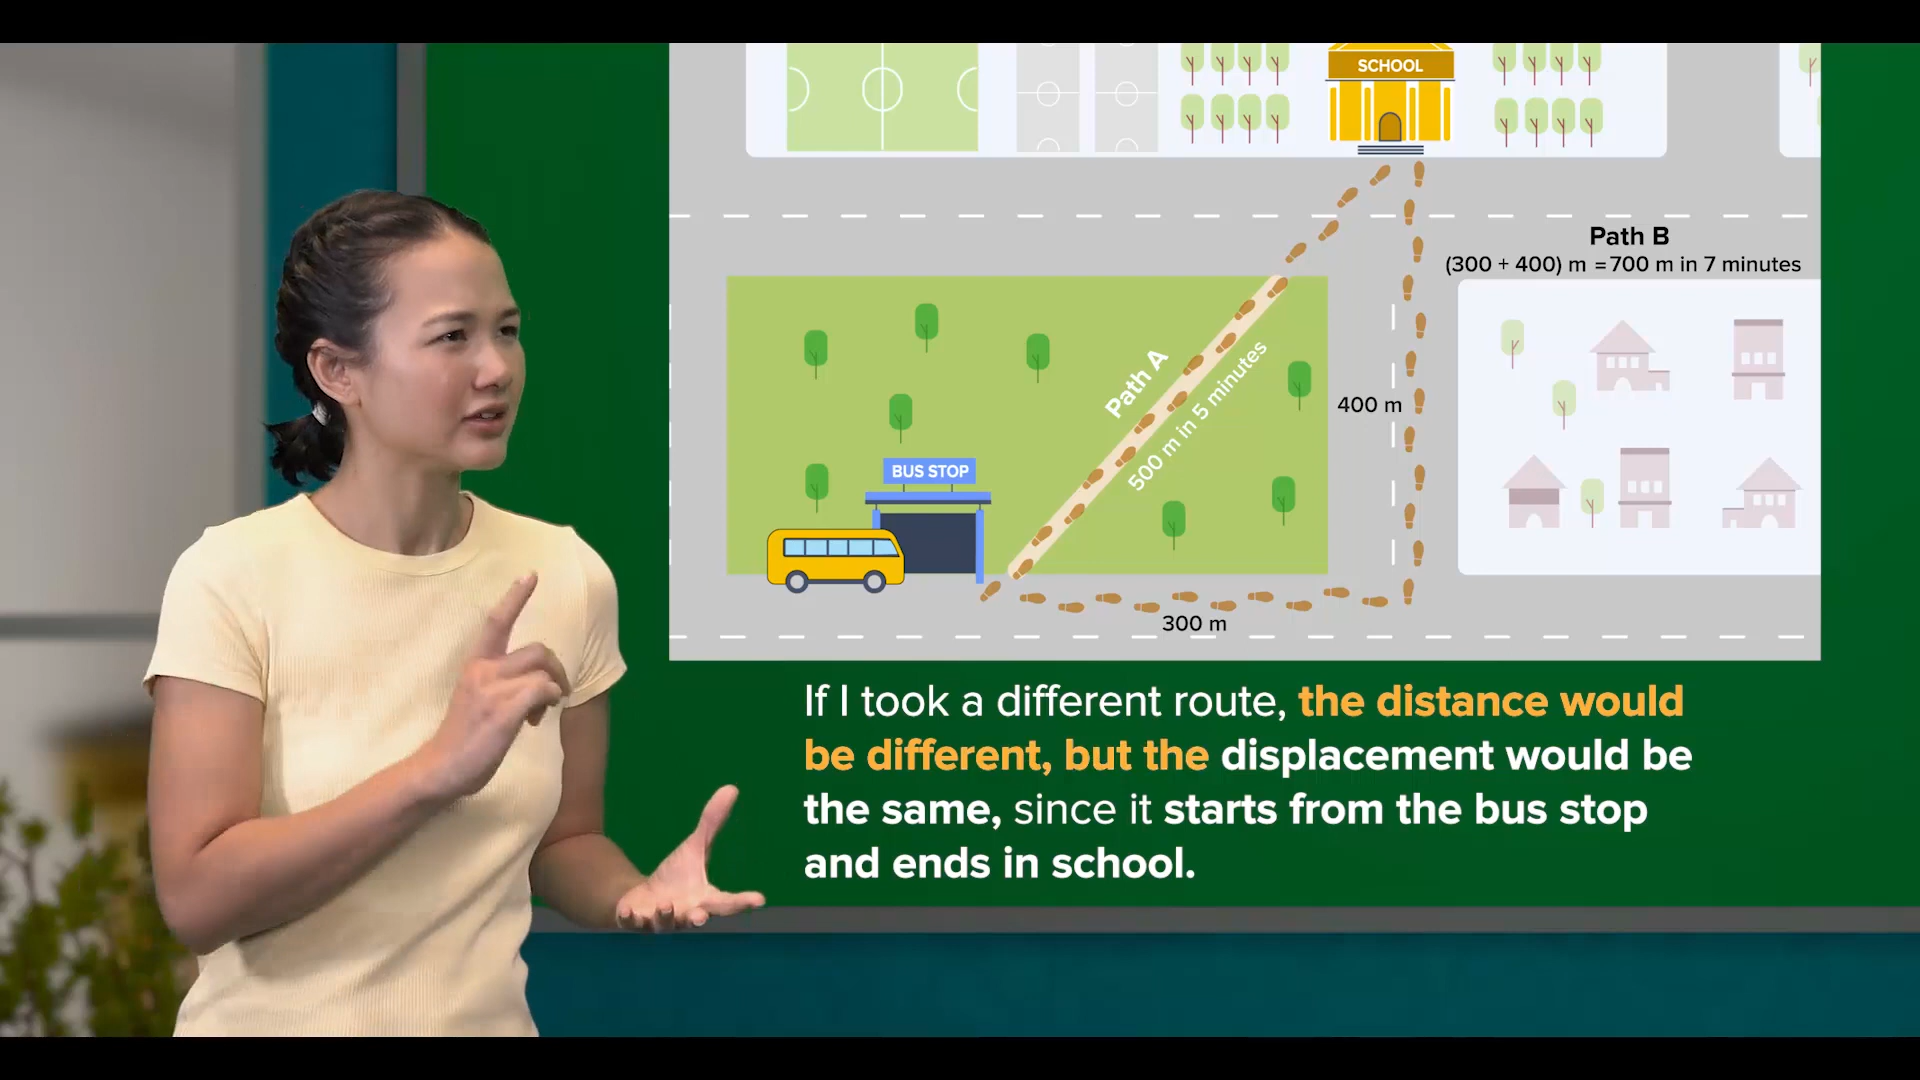 SCHOOL
Path B
(300 + 400) m = 700 m in 7 minutes
Path A
500 m in 5 minutes
400 m
BUS STOP
300 m
If I took a different route, the distance would
be different, but the displacement would be
the same, since it starts from the bus stop
and ends in school.